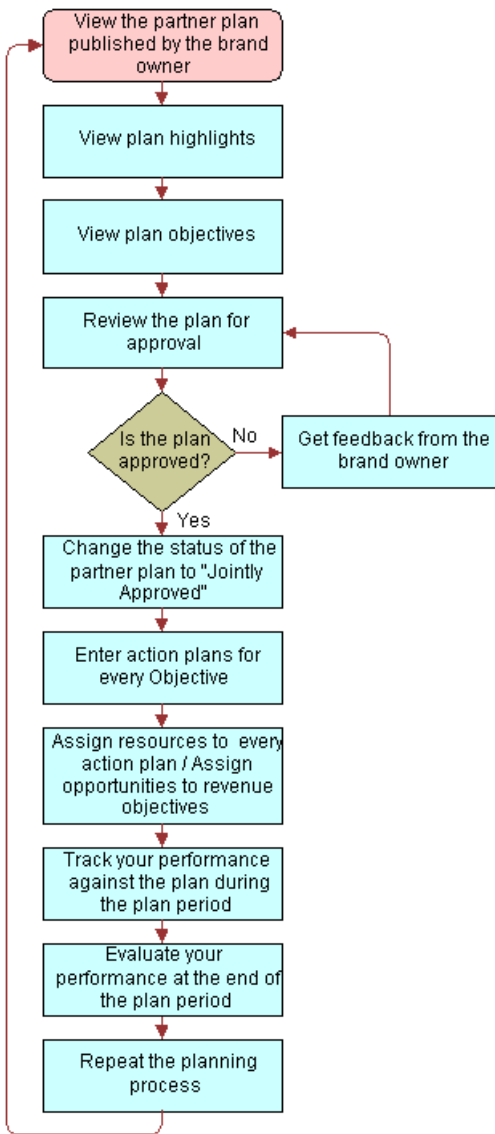 View the partner plan
published by the brand
owner
View plan highlights
View plan objectives
Review the plan for
approval
Is the plan
approved?
No
Get feedback from the
brand owner
Yes
Change the status of the
partner plan to "Jointly
Approved"
Enter action plans for
every Objective
Assign resources to every
action plan / Assign
opportunities to revenue
objectives
Track your performance
against the plan during
the plan period
Evaluate your
performance at the end of
the plan period
Repeat the planning
process